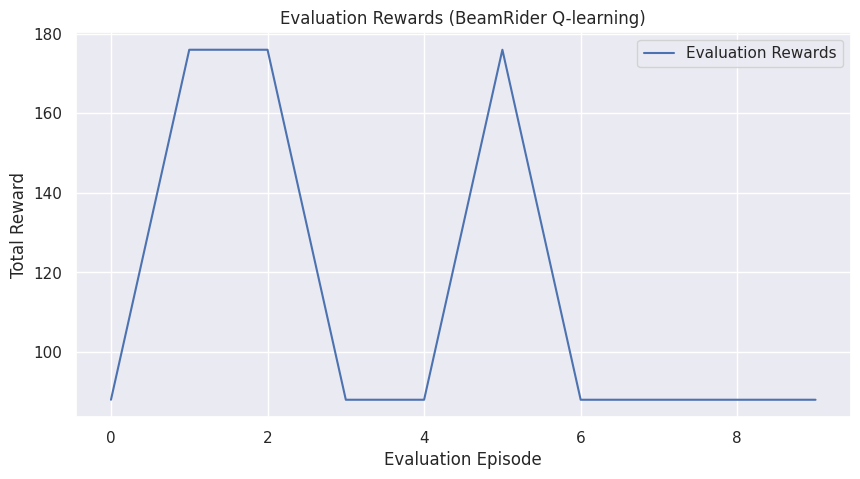 Evaluation Rewards (BeamRider Q-learning)
Evaluation Rewards
180
160
140
120
100
Total Reward
0 2 4 6 8
Evaluation Episode